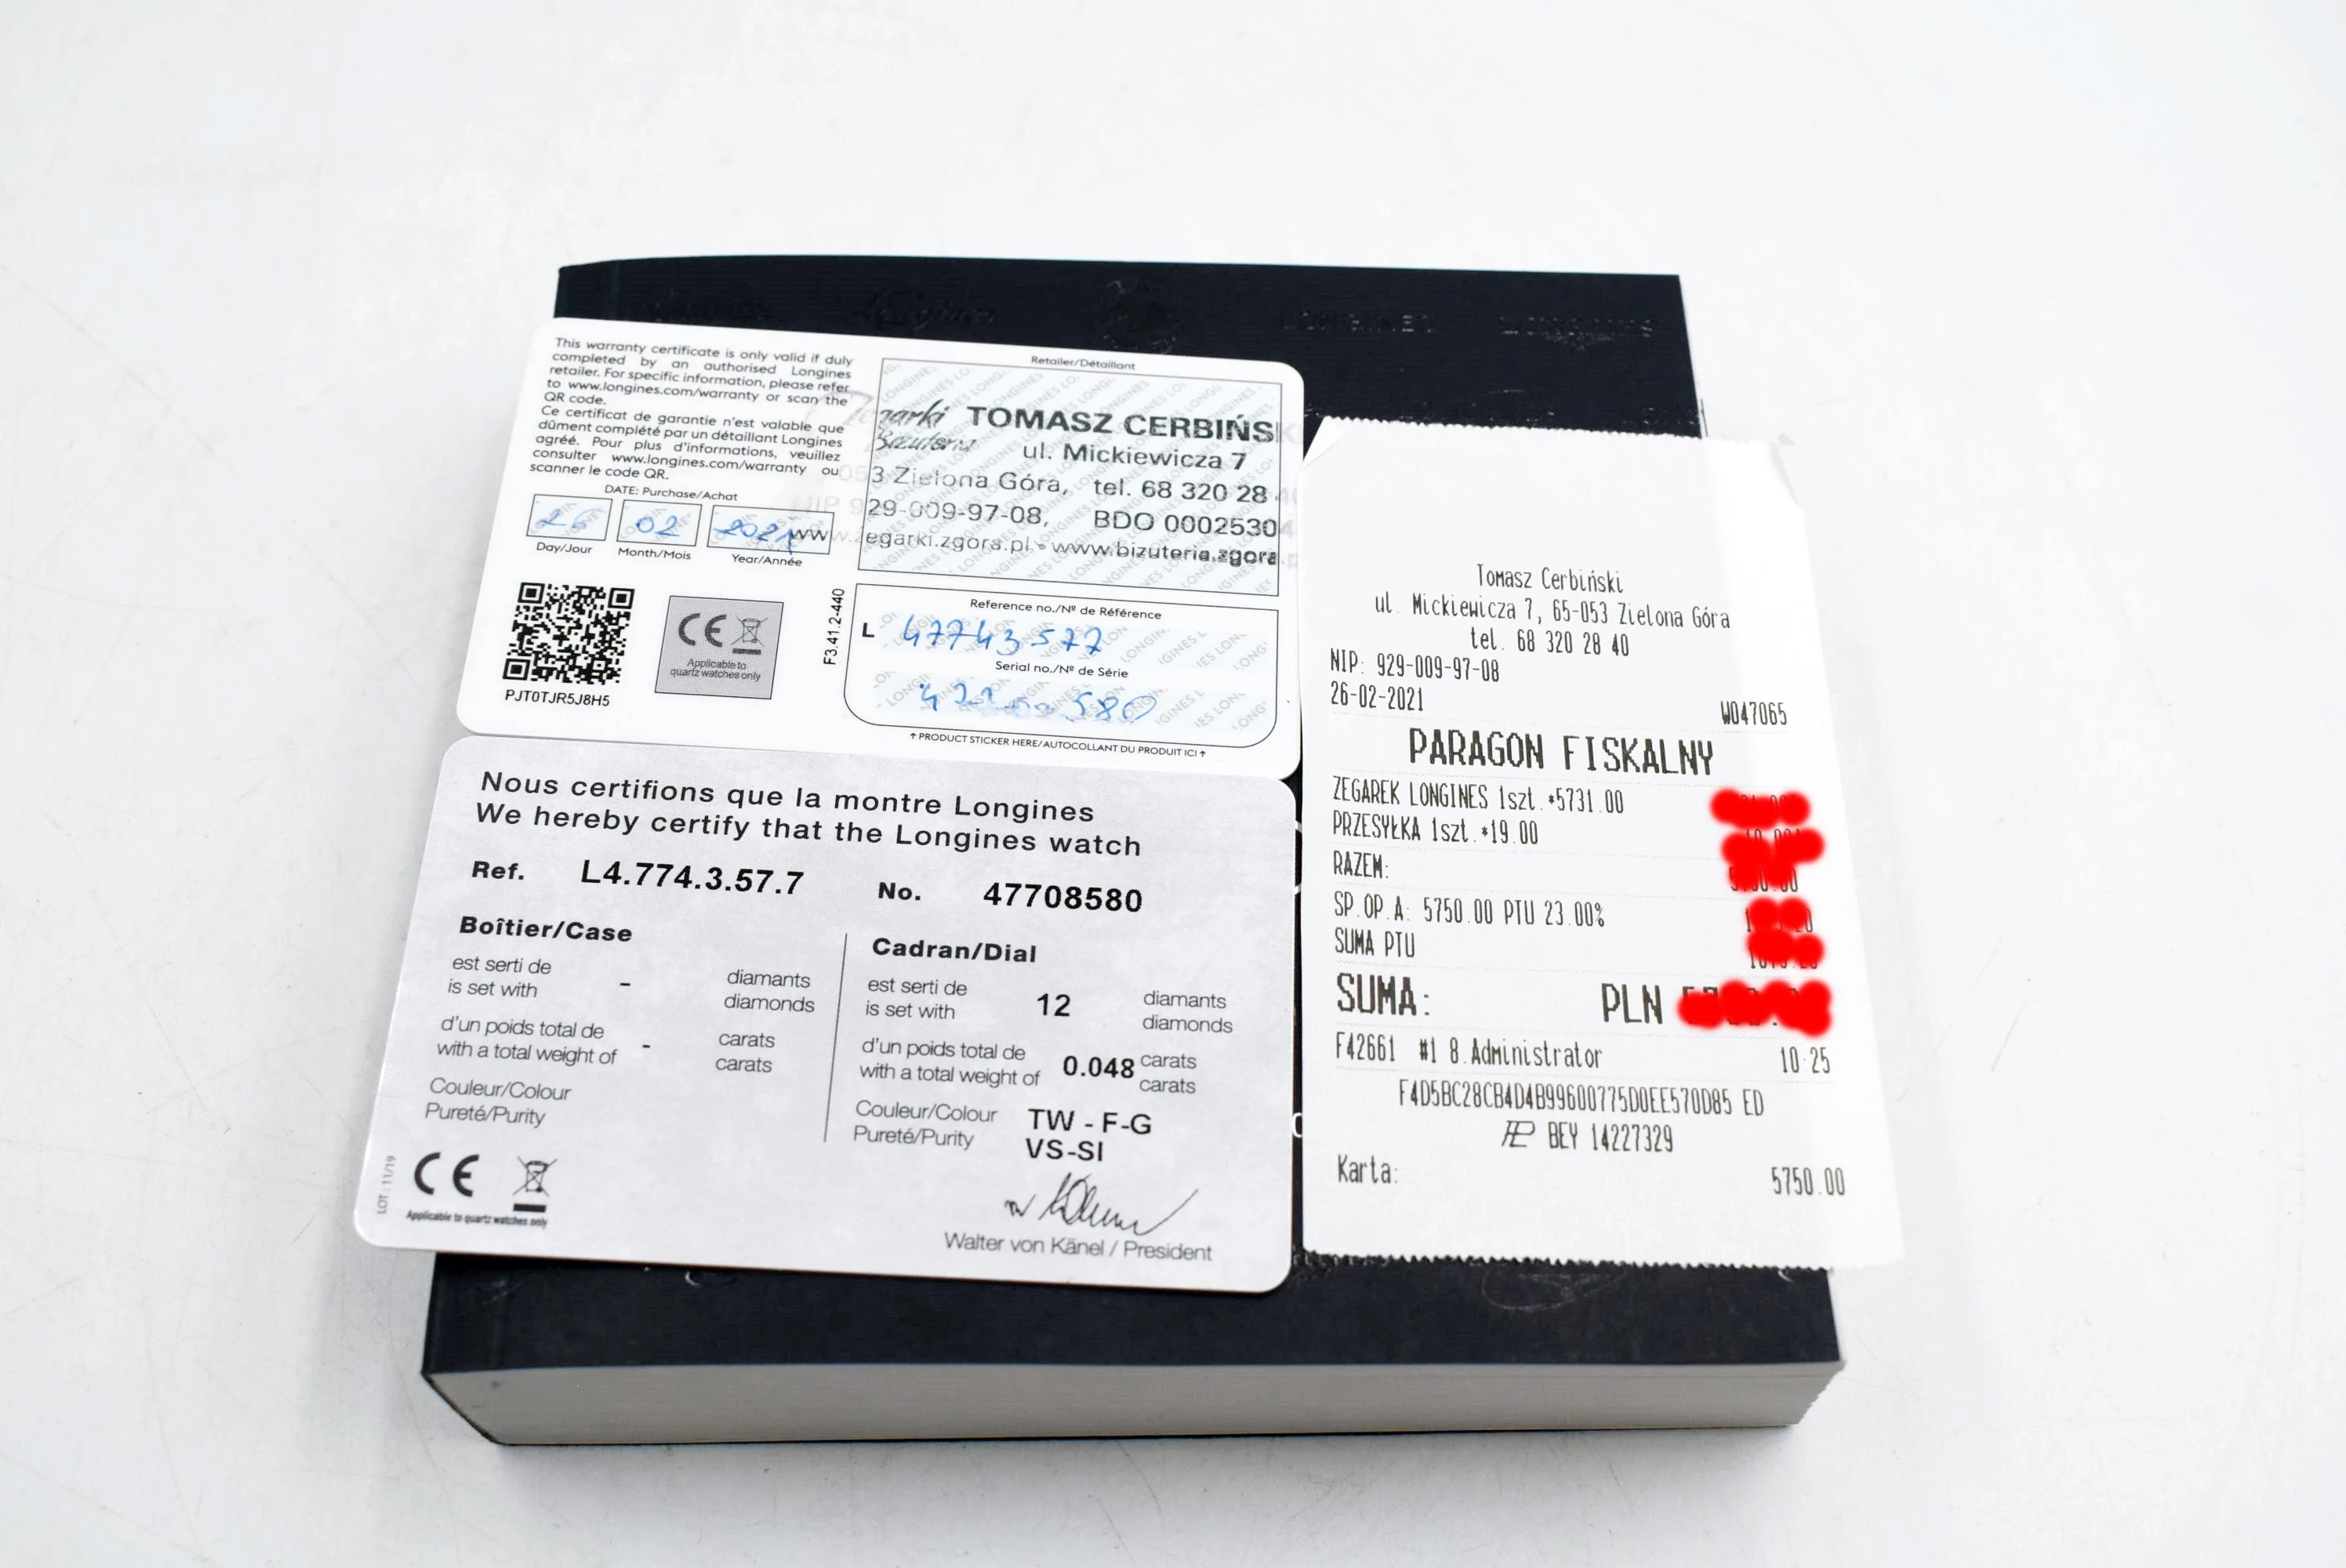 This warranty certificate is only valid if duly
completed by an authorised Longines
retailer. For specific information, please refer
to www.longines.com/warranty or scan the
QR code.
Ce certificat de garantie n'est valable que
dûment complété par un détaillant Longines
agréé. Pour plus d'informations, veuillez
consulter www.longines.com/warranty ou
scanner le code QR.
DATE: Purchase/Achat
26 02 2021
Day/Jour Month/Mois Year/Année
PJT0TJR5J8H5
CE
Applicable to
quartz watches only
F3.41.2-440
Retailer/Détaillant
TOMASZ CERBIŃS
Biżuteria
ul. Mickiewicza 7
3 Zielona Góra, tel. 68 320 28
29-009-97-08, BDO 0002530
egarki.zgora.pl - www.bizuteria.zgora
Reference no./Nº de Référence
L 47743577
Serial no./Nº de Série
↑ PRODUCT STICKER HERE/AUTOCOLLANT DU PRODUIT ICI ↑
Nous certifions que la montre Longines
We hereby certify that the Longines watch
Ref. L4.774.3.57.7 No. 47708580
Boîtier/Case
est serti de
is set with - diamants
diamonds
d'un poids total de
with a total weight of - carats
carats
Couleur/Colour
Pureté/Purity
Cadran/Dial
est serti de
is set with 12 diamants
diamonds
d'un poids total de
with a total weight of 0.048 carats
carats
Couleur/Colour TW - F-G
Pureté/Purity VS-SI
LOT : 11/19
CE
Applicable to quartz watches only
Walter von Känel / President
Tomasz Cerbiński
ul. Mickiewicza 7, 65-053 Zielona Góra
tel. 68 320 28 40
NIP: 929-009-97-08
26-02-2021 W047065
PARAGON FISKALNY
ZEGAREK LONGINES 1szt.*5731.00
PRZESYŁKA 1szt.*19.00
RAZEM:
SP.OP.A: 5750.00 PTU 23.00%
SUMA PTU
SUMA: PLN
F42661 #1 8.Administrator 10:25
F4D5BC28CB4D4B99600775D0EE570D85 ED
BEY 14227329
Karta: 5750.00